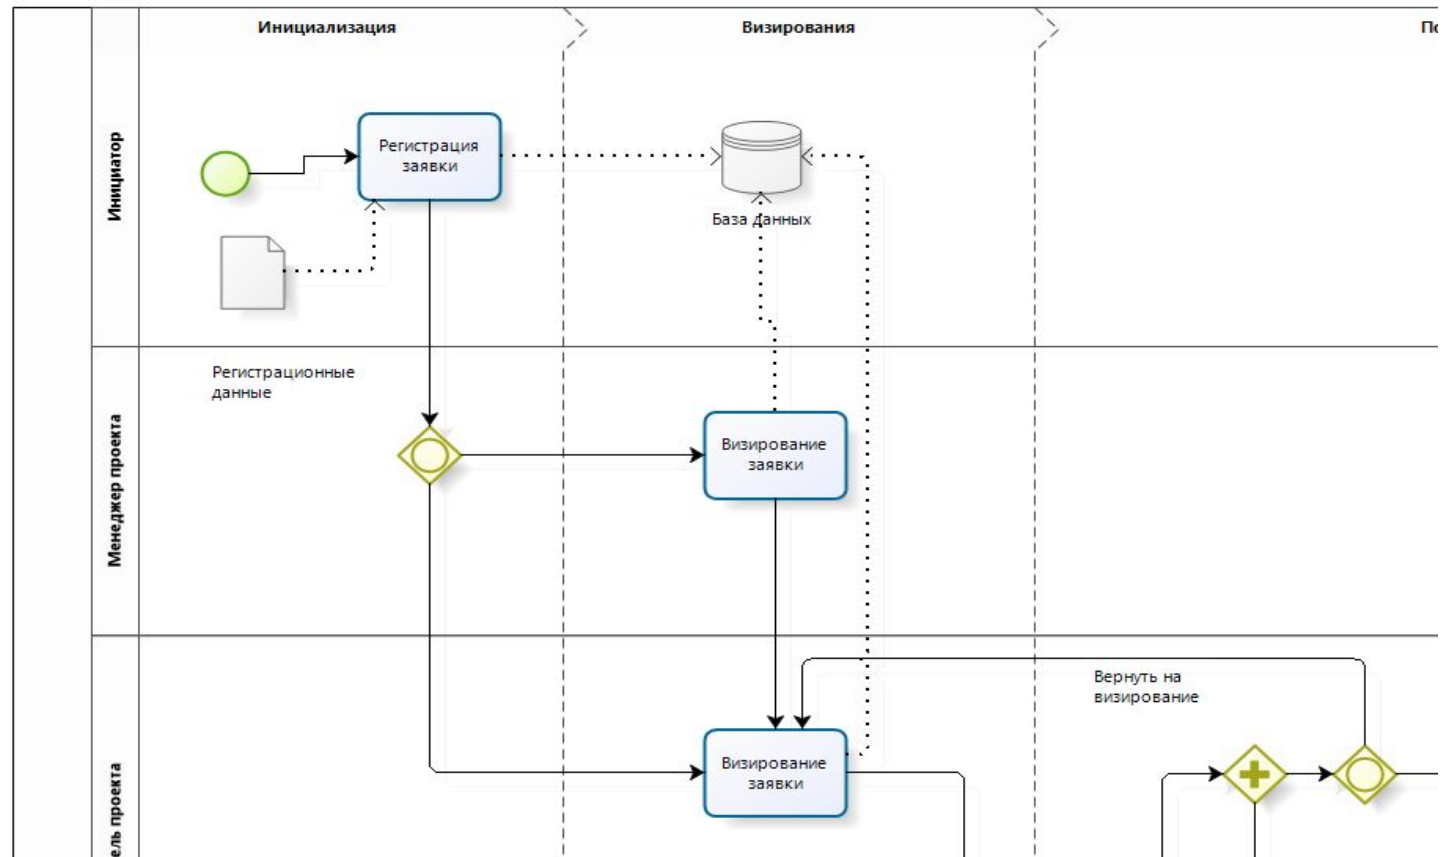 Инициализация
Визирования
Инициатор
Регистрация
заявки
База данных
Регистрационные
данные
Менеджер проекта
Визирование
заявки
Вернуть на
визирование
Визирование
заявки